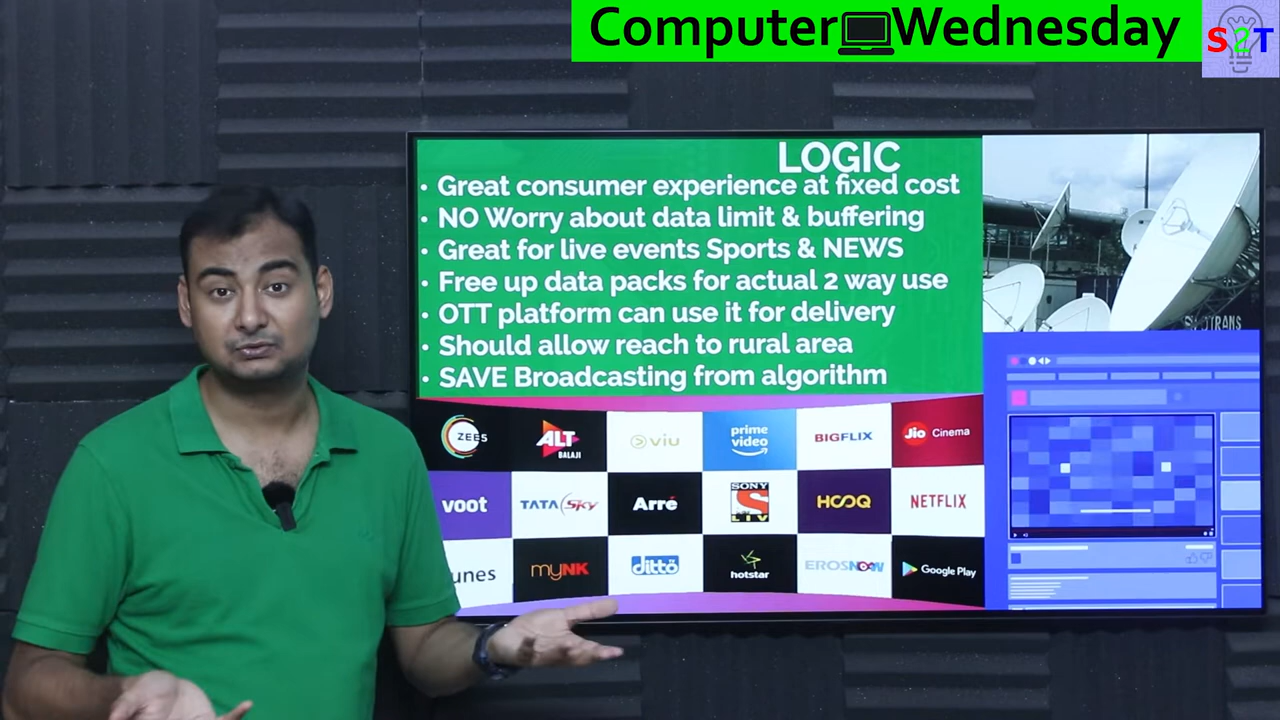 Computer Wednesday
S2T
LOGIC
• Great consumer experience at fixed cost
• NO Worry about data limit & buffering
• Great for live events Sports & NEWS
• Free up data packs for actual 2 way use
• OTT platform can use it for delivery
• Should allow reach to rural area
• SAVE Broadcasting from algorithm
ZEE5
ALT
BALAJI
viu
prime
video
BIGFLIX
Jio Cinema
voot
TATA Sky
Arré
SONY
LIV
HOOQ
NETFLIX
unes
myNK
ditto
hotstar
EROSNOW
Google Play